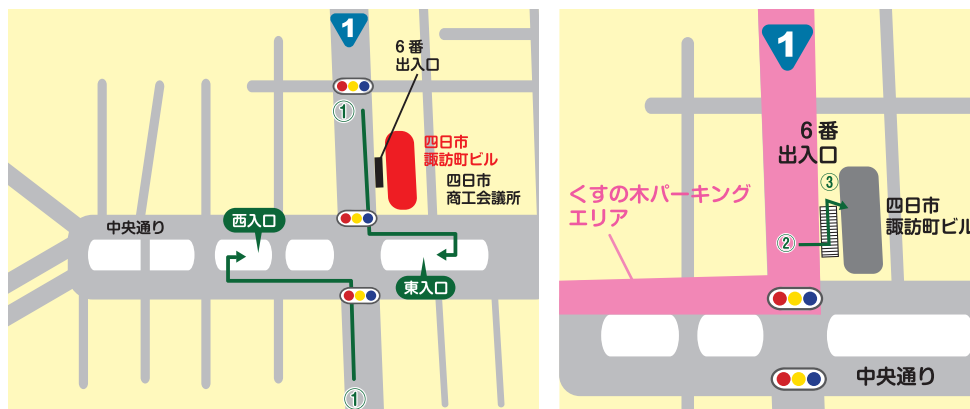 1
6番
出入口
①
四日市
諏訪町ビル
四日市
商工会議所
中央通り
西入口
東入口
①
1
6番
出入口
③
くすの木パーキング
エリア
四日市
諏訪町ビル
②
中央通り